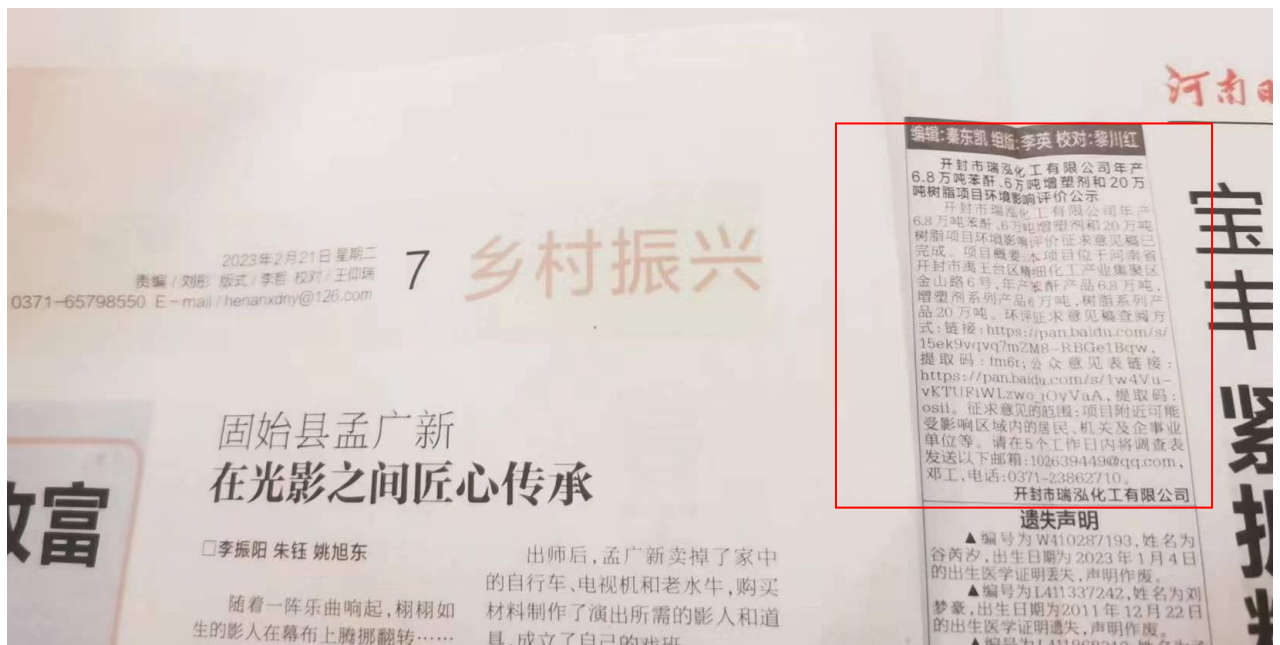 2023年2月21日 星期二
责编/刘彤 版式/李哲 校对/王仰瑞
0371-65798550 E-mail/henanxdny@126.com
7
乡村振兴
富
固始县孟广新
在光影之间匠心传承
□李振阳 朱钰 姚旭东
随着一阵乐曲响起,栩栩如
生的影人在幕布上腾挪翻转……
出师后,孟广新卖掉了家中
的自行车、电视机和老水牛,购买
材料制作了演出所需的影人和道
具,成立了自己的戏班
编辑:秦东凯 组版:李英 校对:黎川红
开封市瑞泓化工有限公司年产
6.8万吨苯酐、6万吨增塑剂和20万
吨树脂项目环境影响评价公示
开封市瑞泓化工有限公司年产
6.8万吨苯酐、6万吨增塑剂和20万吨
树脂项目环境影响评价征求意见稿已
完成。项目概要:本项目位于河南省
开封市禹王台区精细化工产业集聚区
金山路6号,年产苯酐产品6.8万吨,
增塑剂系列产品6万吨,树脂系列产
品20万吨。环评征求意见稿查阅方
式:链接:https://pan.baidu.com/s/
15ek9vqvq7mZM8-RBGe1Bqw,
提取码:fm6r;公众意见表链接:
https://pan.baidu.com/s/1w4Vu-
vKTUFiWLzwo_iOyVaA,提取码:
osii。征求意见的范围:项目附近可能
受影响区域内的居民、机关及企事业
单位等。请在5个工作日内将调查表
发送以下邮箱:102639449@qq.com,
邓工,电话:0371-23862710。
开封市瑞泓化工有限公司
遗失声明
▲编号为W410287193,姓名为
谷芮汐,出生日期为2023年1月4日
的出生医学证明丢失,声明作废。
▲编号为L411337242,姓名为刘
梦豪,出生日期为2011年12月22日
的出生医学证明遗失,声明作废。
河南日
宝
丰
紧